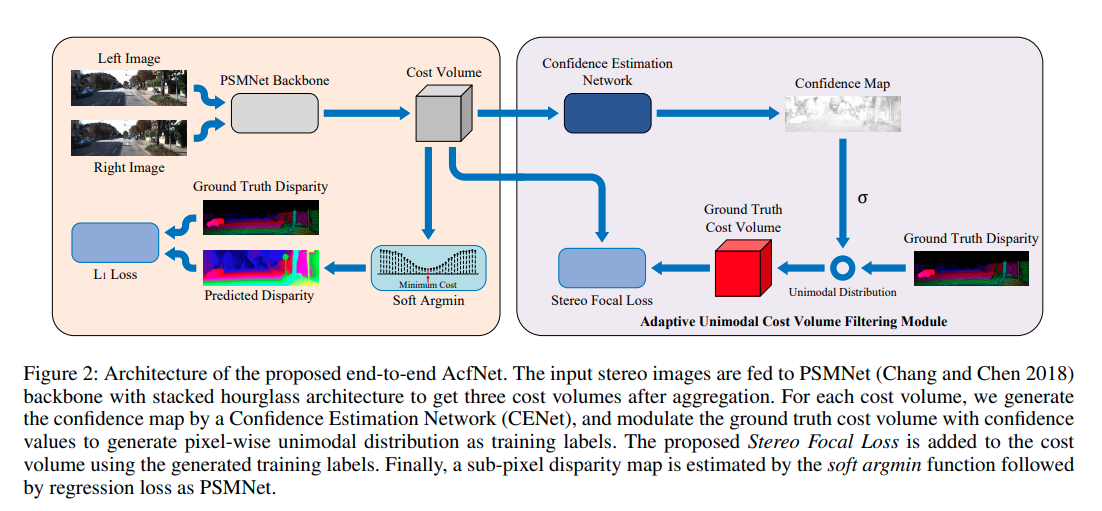 Left Image
PSMNet Backbone
Cost Volume
Right Image
Ground Truth Disparity
L1 Loss
Predicted Disparity
Minimum Cost
Soft Argmin
Confidence Estimation
Network
Confidence Map
σ
Ground Truth
Cost Volume
Ground Truth Disparity
Stereo Focal Loss
Unimodal Distribution
Adaptive Unimodal Cost Volume Filtering Module
Figure 2: Architecture of the proposed end-to-end AcfNet. The input stereo images are fed to PSMNet (Chang and Chen 2018)
backbone with stacked hourglass architecture to get three cost volumes after aggregation. For each cost volume, we generate
the confidence map by a Confidence Estimation Network (CENet), and modulate the ground truth cost volume with confidence
values to generate pixel-wise unimodal distribution as training labels. The proposed Stereo Focal Loss is added to the cost
volume using the generated training labels. Finally, a sub-pixel disparity map is estimated by the soft argmin function followed
by regression loss as PSMNet.